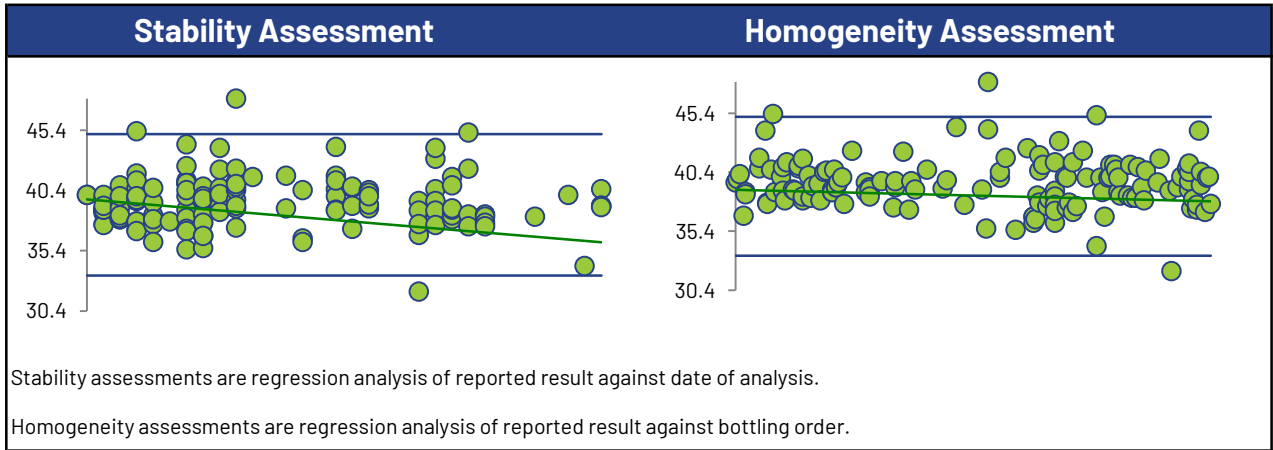 Stability Assessment
Homogeneity Assessment
45.4
40.4
35.4
30.4
45.4
40.4
35.4
30.4
Stability assessments are regression analysis of reported result against date of analysis.
Homogeneity assessments are regression analysis of reported result against bottling order.